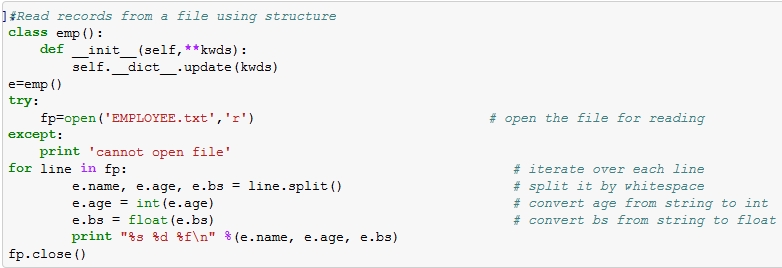 ]#Read records from a file using structure
class emp():
    def __init__(self,**kwds):
        self.__dict__.update(kwds)
e=emp()
try:
    fp=open('EMPLOYEE.txt','r')                              # open the file for reading
except:
    print 'cannot open file'
for line in fp:                                                 # iterate over each line
        e.name, e.age, e.bs = line.split()                      # split it by whitespace
        e.age = int(e.age)                                      # convert age from string to int
        e.bs = float(e.bs)                                      # convert bs from string to float
        print "%s %d %f\n" %(e.name, e.age, e.bs)
fp.close()